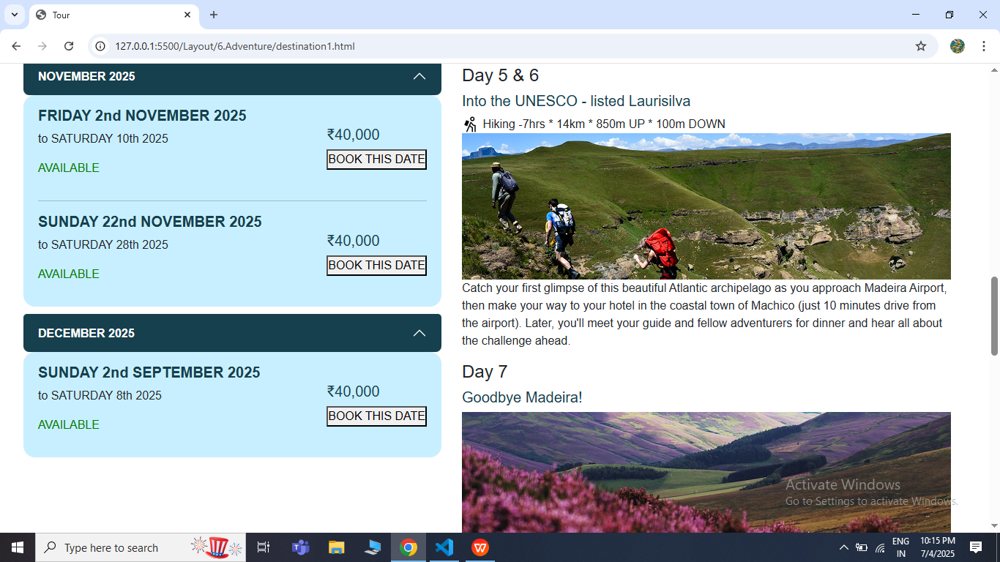 Tour
127.0.0.1:5500/Layout/6.Adventure/destination1.html
NOVEMBER 2025
FRIDAY 2nd NOVEMBER 2025
to SATURDAY 10th 2025
₹40,000
BOOK THIS DATE
AVAILABLE
SUNDAY 22nd NOVEMBER 2025
to SATURDAY 28th 2025
₹40,000
BOOK THIS DATE
AVAILABLE
DECEMBER 2025
SUNDAY 2nd SEPTEMBER 2025
to SATURDAY 8th 2025
₹40,000
BOOK THIS DATE
AVAILABLE
Day 5 & 6
Into the UNESCO - listed Laurisilva
Hiking -7hrs * 14km * 850m UP * 100m DOWN
Catch your first glimpse of this beautiful Atlantic archipelago as you approach Madeira Airport,
then make your way to your hotel in the coastal town of Machico (just 10 minutes drive from
the airport). Later, you'll meet your guide and fellow adventurers for dinner and hear all about
the challenge ahead.
Day 7
Goodbye Madeira!
Activate Windows
Go to Settings to activate Windows.
Type here to search
ENG
IN
10:15 PM
7/4/2025